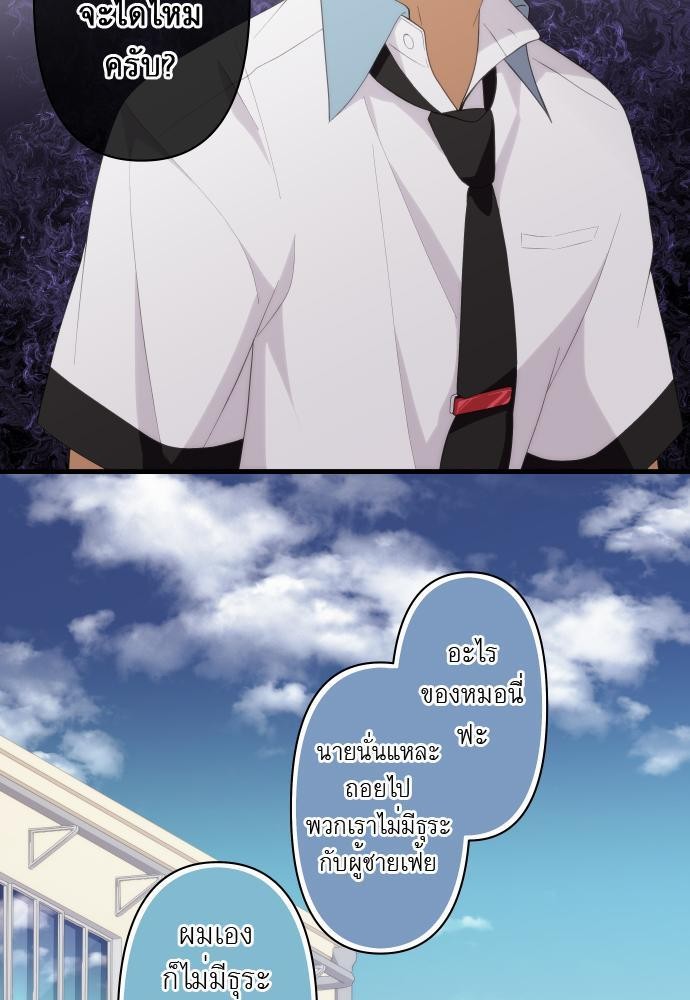 จะได้ไหม
ครับ?
อะไร
ของหมอนี่
ฟะ
นายนั่นแหละ
ถอยไป
พวกเราไม่มีธุระ
กับผู้ชายเฟ้ย
ผมเอง
ก็ไม่มีธุระ